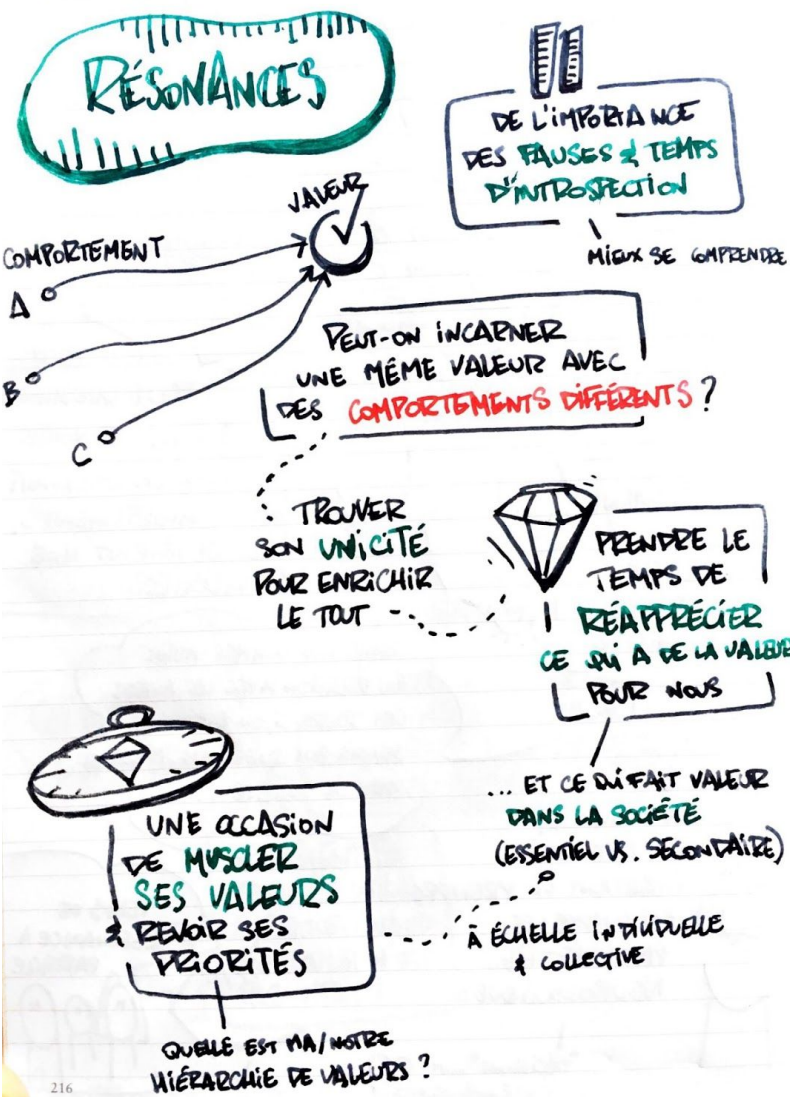 RÉSONANCES
DE L'IMPORTANCE
DES PAUSES & TEMPS
D'INTROSPECTION
MIEUX SE COMPRENDRE
VALEUR
COMPORTEMENT
A
B
C
PEUT-ON INCARNER
UNE MÊME VALEUR AVEC
DES COMPORTEMENTS DIFFÉRENTS ?
TROUVER
SON UNICITÉ
POUR ENRICHIR
LE TOUT
PRENDRE LE
TEMPS DE
RÉAPPRÉCIER
CE QUI A DE LA VALEUR
POUR NOUS
... ET CE QUI FAIT VALEUR
DANS LA SOCIÉTÉ
(ESSENTIEL VS. SECONDAIRE)
À ÉCHELLE INDIVIDUELLE
& COLLECTIVE
UNE OCCASION
DE MUSCLER
SES VALEURS
& REVOIR SES
PRIORITÉS
QUELLE EST MA/NOTRE
HIÉRARCHIE DE VALEURS ?
216